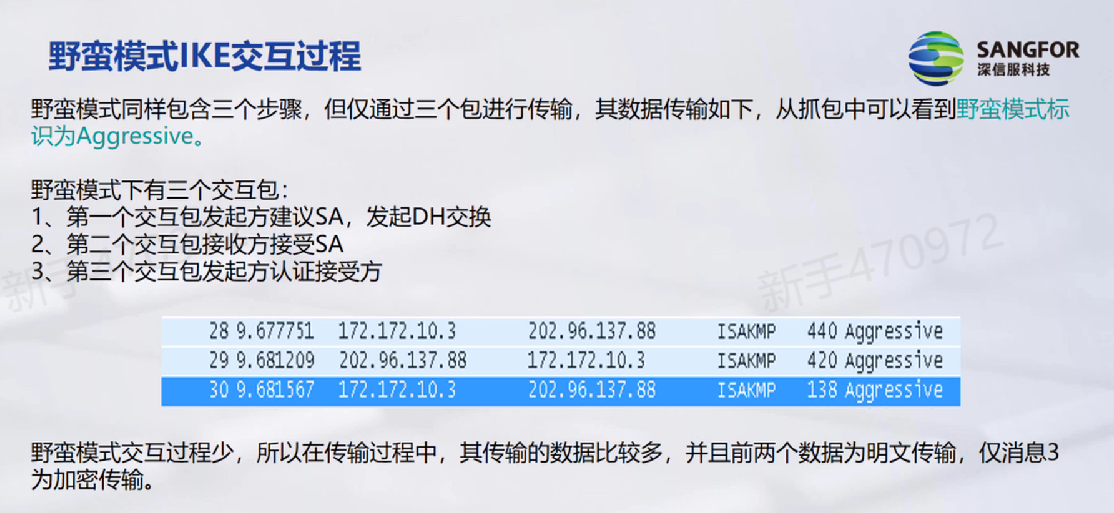 野蛮模式IKE交互过程
SANGFOR
深信服科技
野蛮模式同样包含三个步骤，但仅通过三个包进行传输，其数据传输如下，从抓包中可以看到野蛮模式标
识为Aggressive。
野蛮模式下有三个交互包：
1、第一个交互包发起方建议SA，发起DH交换
2、第二个交互包接收方接受SA
3、第三个交互包发起方认证接受方
新手470972
28 9.677751 172.172.10.3 202.96.137.88 ISAKMP 440 Aggressive
29 9.681209 202.96.137.88 172.172.10.3 ISAKMP 420 Aggressive
30 9.681567 172.172.10.3 202.96.137.88 ISAKMP 138 Aggressive
野蛮模式交互过程少，所以在传输过程中，其传输的数据比较多，并且前两个数据为明文传输，仅消息3
为加密传输。